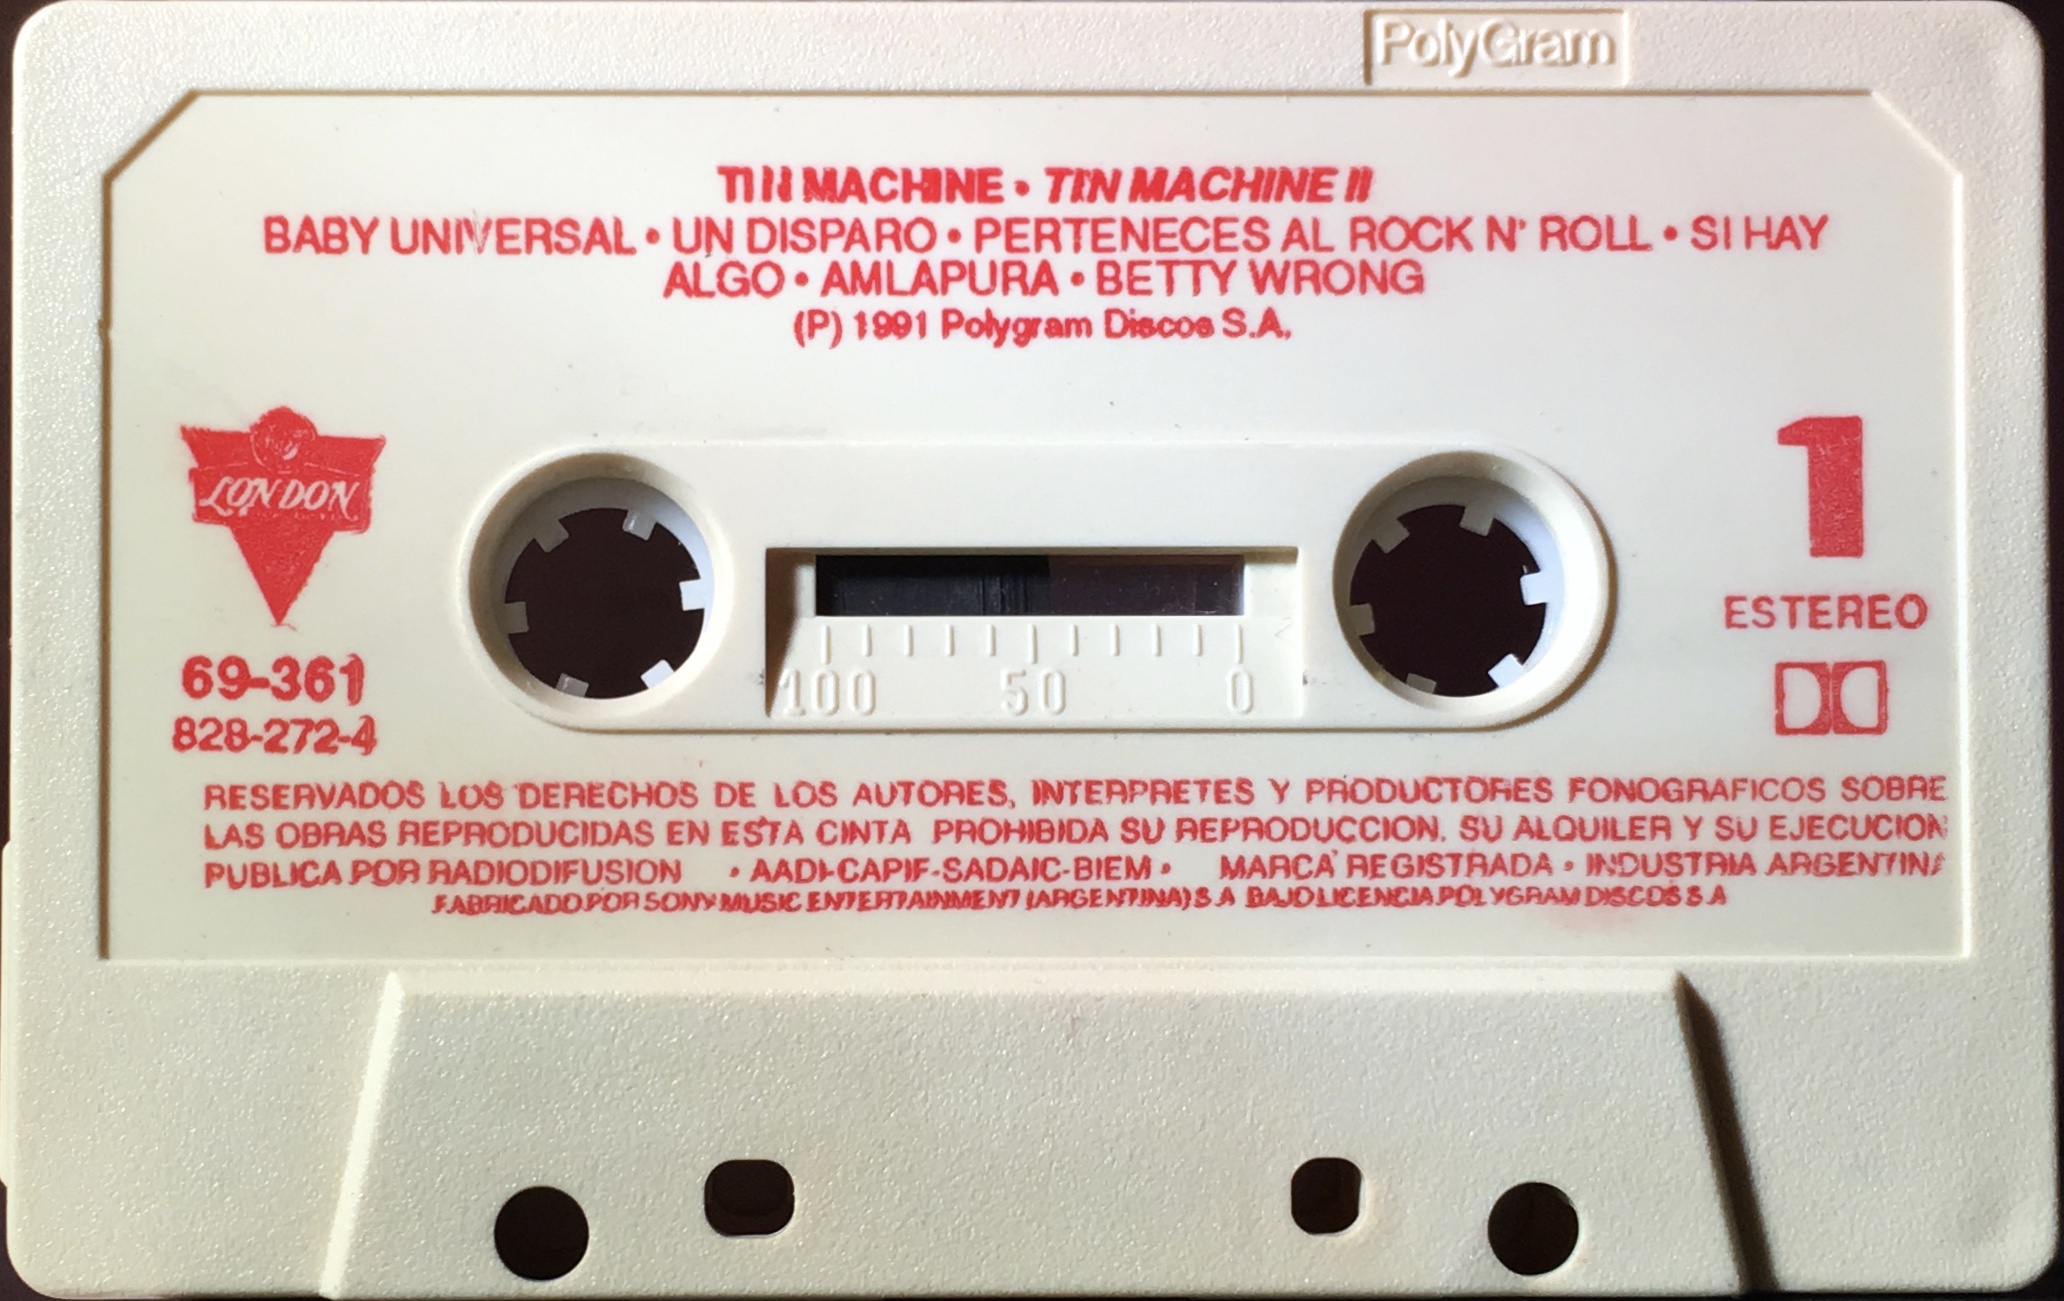 PolyGram
TIN MACHINE • TIN MACHINE II
BABY UNIVERSAL • UN DISPARO • PERTENECES AL ROCK N' ROLL • SI HAY
ALGO • AMLAPURA • BETTY WRONG
(P) 1991 Polygram Discos S.A.
LONDON
1
ESTEREO
69-361
828-272-4
100 50 0
RESERVADOS LOS DERECHOS DE LOS AUTORES, INTERPRETES Y PRODUCTORES FONOGRAFICOS SOBRE
LAS OBRAS REPRODUCIDAS EN ESTA CINTA PROHIBIDA SU REPRODUCCION. SU ALQUILER Y SU EJECUCION
PUBLICA POR RADIODIFUSION • AADI-CAPIF-SADAIC-BIEM • MARCA REGISTRADA • INDUSTRIA ARGENTINA
FABRICADO POR SONY MUSIC ENTERTAINMENT (ARGENTINA) S A BAJO LICENCIA POLYGRAM DISCOS S A